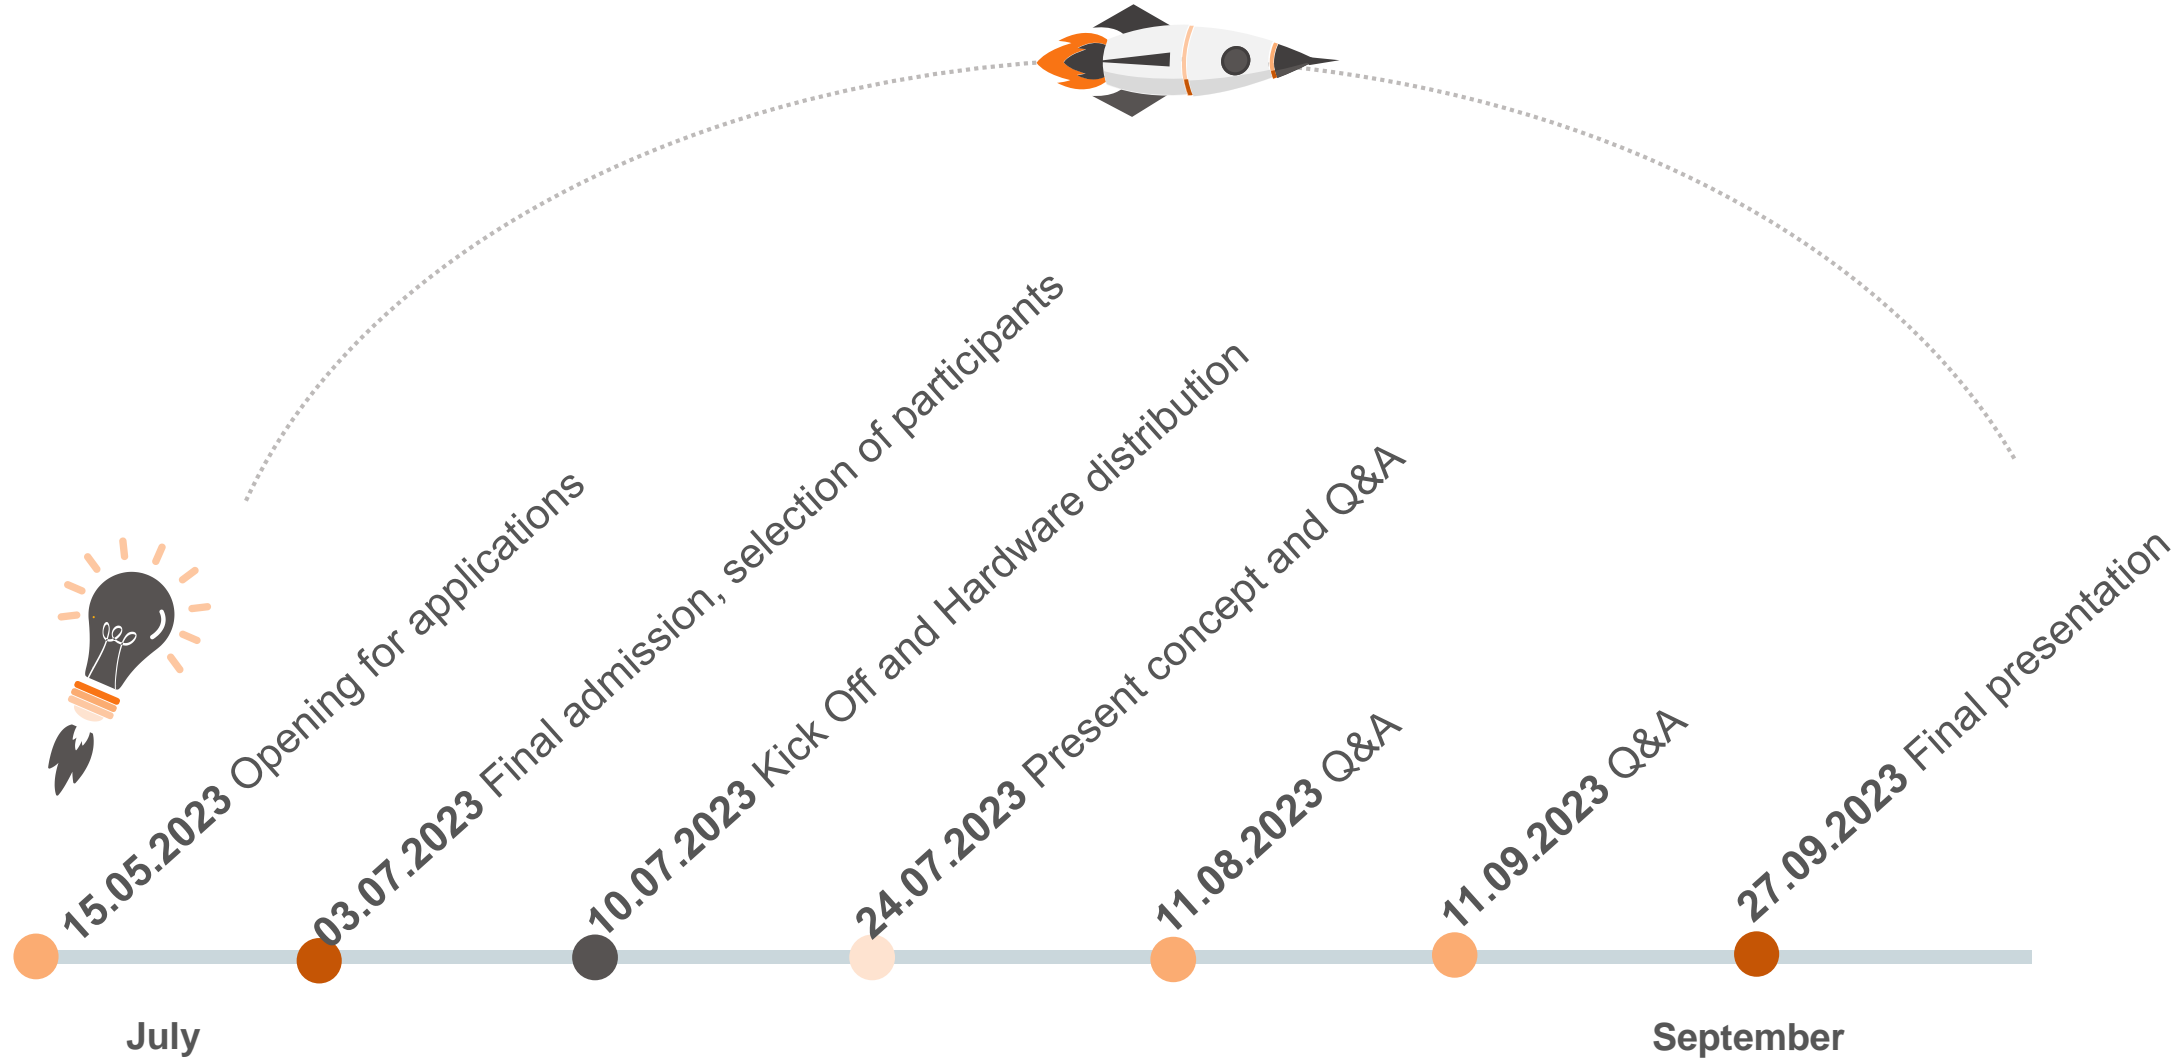 15.05.2023 Opening for applications
03.07.2023 Final admission, selection of participants
10.07.2023 Kick Off and Hardware distribution
24.07.2023 Present concept and Q&A
11.08.2023 Q&A
11.09.2023 Q&A
27.09.2023 Final presentation
July
September